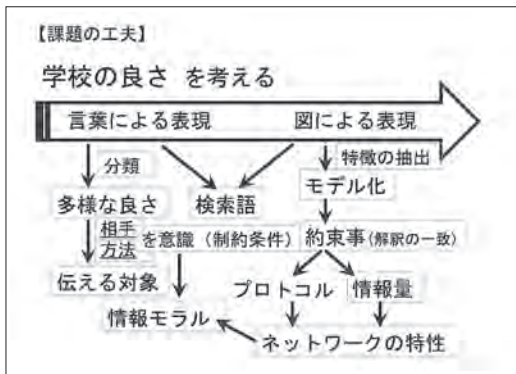 【課題の工夫】
学校の良さ を考える
言葉による表現 図による表現
分類 特徴の抽出
多様な良さ 検索語 モデル化
相手
方法 を意識（制約条件） 約束事(解釈の一致)
伝える対象 プロトコル 情報量
情報モラル ネットワークの特性